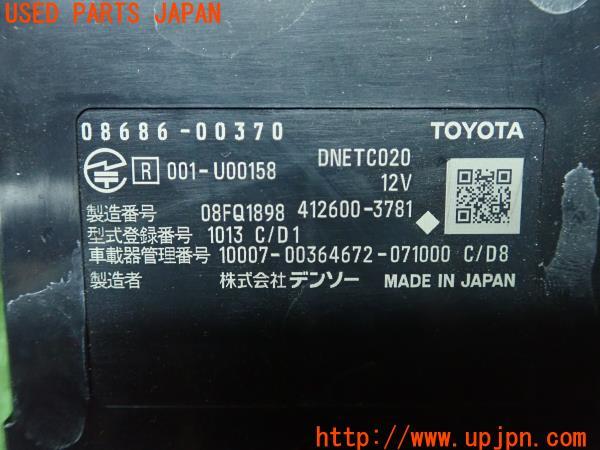 USED PARTS JAPAN
08686-00370
TOYOTA
R 001-U00158
DNETC020
12V
製造番号 08FQ1898 412600-3781
型式登録番号 1013 C/D1
車載器管理番号 10007-00364672-071000 C/D8
製造者 株式会社デンソー MADE IN JAPAN
http://www.upjpn.com/